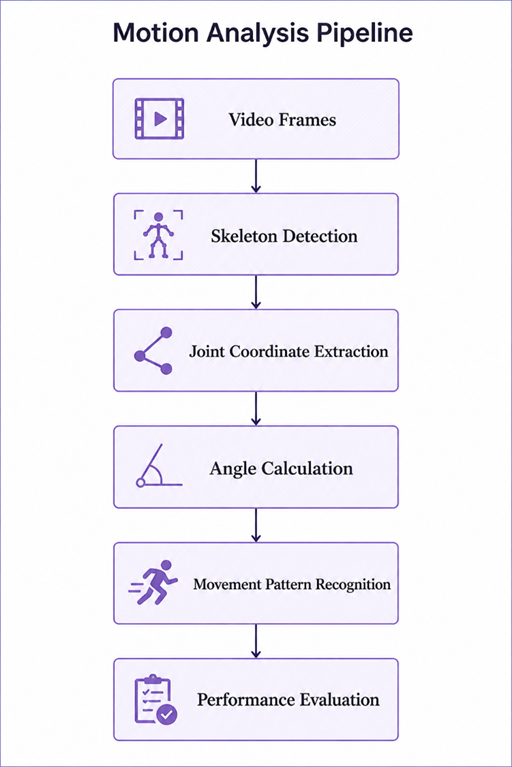 Motion Analysis Pipeline
Video Frames
Skeleton Detection
Joint Coordinate Extraction
Angle Calculation
Movement Pattern Recognition
Performance Evaluation